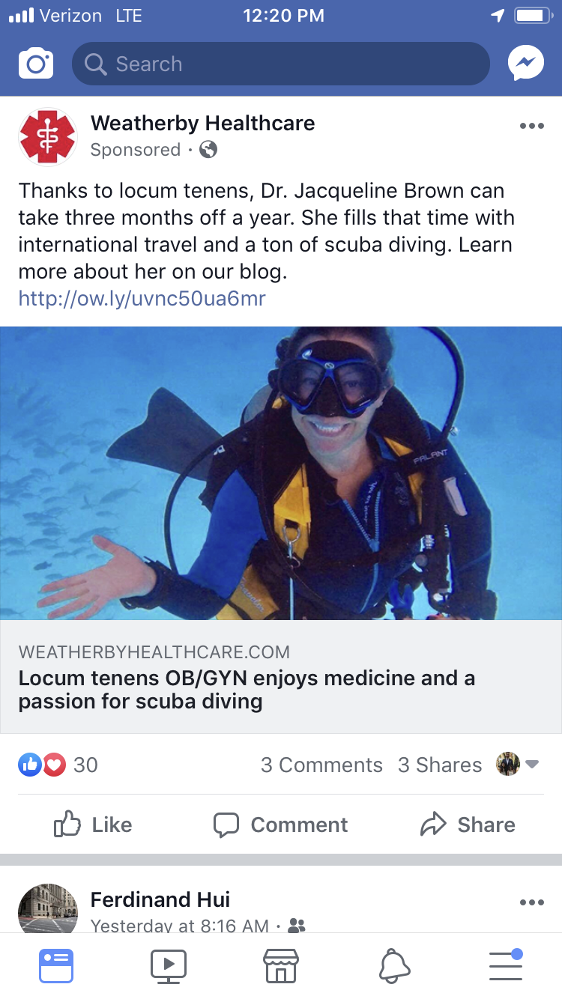 Verizon LTE 12:20 PM
Search
Weatherby Healthcare
Sponsored ·
Thanks to locum tenens, Dr. Jacqueline Brown can
take three months off a year. She fills that time with
international travel and a ton of scuba diving. Learn
more about her on our blog.
http://ow.ly/uvnc50ua6mr
WEATHERBYHEALTHCARE.COM
Locum tenens OB/GYN enjoys medicine and a
passion for scuba diving
30 3 Comments 3 Shares
Like Comment Share
Ferdinand Hui
Yesterday at 8:16 AM ·